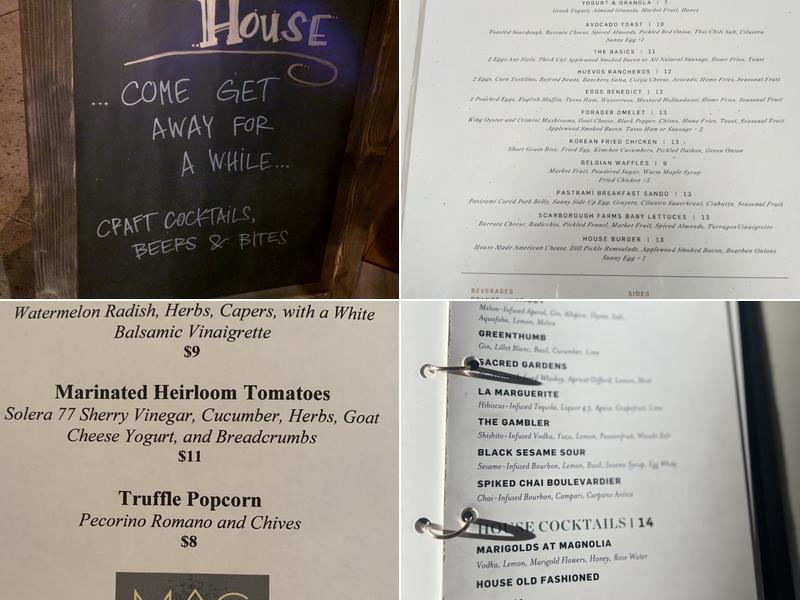 House
... COME GET
AWAY FOR
A WHILE...
CRAFT COCKTAILS,
BEERS & BITES
YOGURT & GRANOLA | 7
Greek Yogurt, Almond Granola, Market Fruit, Honey
AVOCADO TOAST | 10
Toasted Sourdough, Burrata Cheese, Spiced Almonds, Pickled Red Onion, Thai Chili Salt, Cilantro
Sunny Egg +1
THE BASICS | 11
2 Eggs Any Style, Thick Cut Applewood Smoked Bacon or All Natural Sausage, Home Fries, Toast
HUEVOS RANCHEROS | 12
2 Eggs, Corn Tortillas, Refried Beans, Ranchero Salsa, Cotija Cheese, Avocado, Home Fries, Seasonal Fruit
EGGS BENEDICT | 12
2 Poached Eggs, English Muffin, Tasso Ham, Watercress, Mustard Hollandaise, Home Fries, Seasonal Fruit
FORAGER OMELET | 13
King Oyster and Crimini Mushrooms, Goat Cheese, Black Pepper, Chives, Home Fries, Toast, Seasonal Fruit
Applewood Smoked Bacon, Tasso Ham or Sausage + 2
KOREAN FRIED CHICKEN | 13
Short Grain Rice, Fried Egg, Kimchee Cucumbers, Pickled Daikon, Green Onion
BELGIAN WAFFLES | 9
Market Fruit, Powdered Sugar, Warm Maple Syrup
Fried Chicken +5
PASTRAMI BREAKFAST SANDO | 13
Pastrami Cured Pork Belly, Sunny Side Up Egg, Gruyere, Cilantro Sauerkraut, Ciabatta, Seasonal Fruit
SCARBOROUGH FARMS BABY LETTUCES | 13
Burrata Cheese, Radicchio, Pickled Fennel, Market Fruit, Spiced Almonds, Tarragon Vinaigrette
HOUSE BURGER | 13
House Made American Cheese, Dill Pickle Remoulade, Applewood Smoked Bacon, Bourbon Onions
Sunny Egg + 1
BEVERAGES
SIDES
Watermelon Radish, Herbs, Capers, with a White
Balsamic Vinaigrette
$9
Marinated Heirloom Tomatoes
Solera 77 Sherry Vinegar, Cucumber, Herbs, Goat
Cheese Yogurt, and Breadcrumbs
$11
Truffle Popcorn
Pecorino Romano and Chives
$8
MAG
Melon-Infused Aperol, Gin, Allspice, Thyme, Salt,
Aquafaba, Lemon, Melon
GREENTHUMB
Gin, Lillet Blanc, Basil, Cucumber, Lime
SACRED GARDENS
Whiskey, Apricot Giffard, Lemon, Mint
LA MARGUERITE
Hibiscus-Infused Tequila, Liquor 43, Agave, Grapefruit, Lime
THE GAMBLER
Shishito-Infused Vodka, Yuzu, Lemon, Passionfruit, Wasabi Salt
BLACK SESAME SOUR
Sesame-Infused Bourbon, Lemon, Basil, Sesame Syrup, Egg White
SPIKED CHAI BOULEVARDIER
Chai-Infused Bourbon, Campari, Carpano Antica
HOUSE COCKTAILS | 14
MARIGOLDS AT MAGNOLIA
Vodka, Lemon, Marigold Flowers, Honey, Rose Water
HOUSE OLD FASHIONED